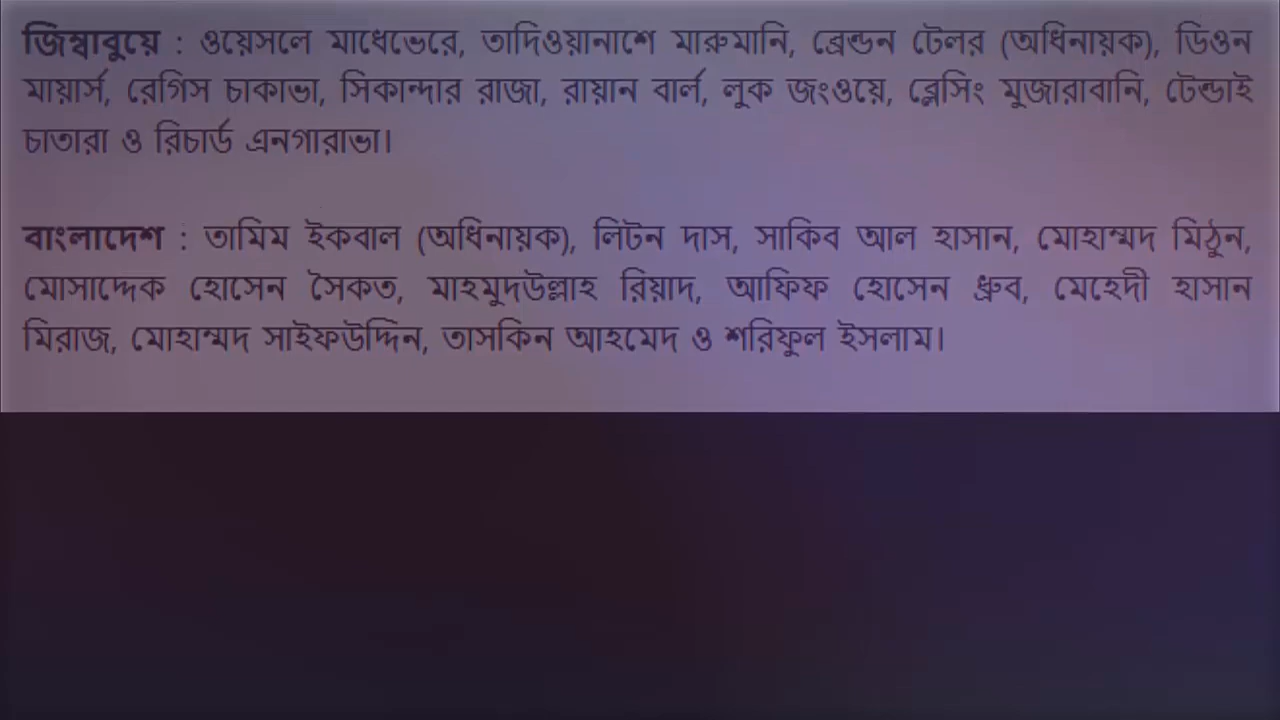 জিম্বাবুয়ে : ওয়েসলে মাধেভেরে, তাদিওয়ানাশে মারুমানি, ব্রেন্ডন টেলর (অধিনায়ক), ডিওন
মায়ার্স, রেগিস চাকাভা, সিকান্দার রাজা, রায়ান বার্ল, লুক জংওয়ে, ব্লেসিং মুজারাবানি, টেন্ডাই
চাতারা ও রিচার্ড এনগারাভা।
বাংলাদেশ : তামিম ইকবাল (অধিনায়ক), লিটন দাস, সাকিব আল হাসান, মোহাম্মদ মিঠুন,
মোসাদ্দেক হোসেন সৈকত, মাহমুদউল্লাহ রিয়াদ, আফিফ হোসেন ধ্রুব, মেহেদী হাসান
মিরাজ, মোহাম্মদ সাইফউদ্দিন, তাসকিন আহমেদ ও শরিফুল ইসলাম।